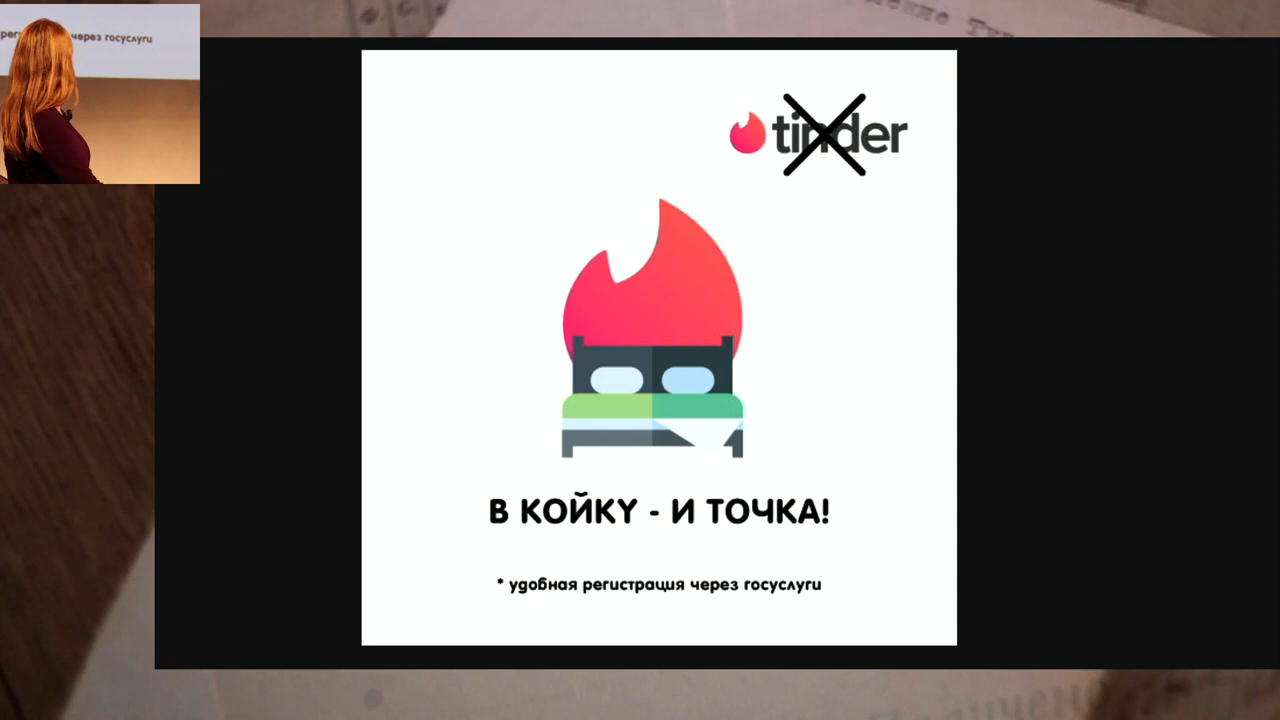 через госуслуги
tinder
В КОЙКУ - И ТОЧКА!
* удобная регистрация через госуслуги